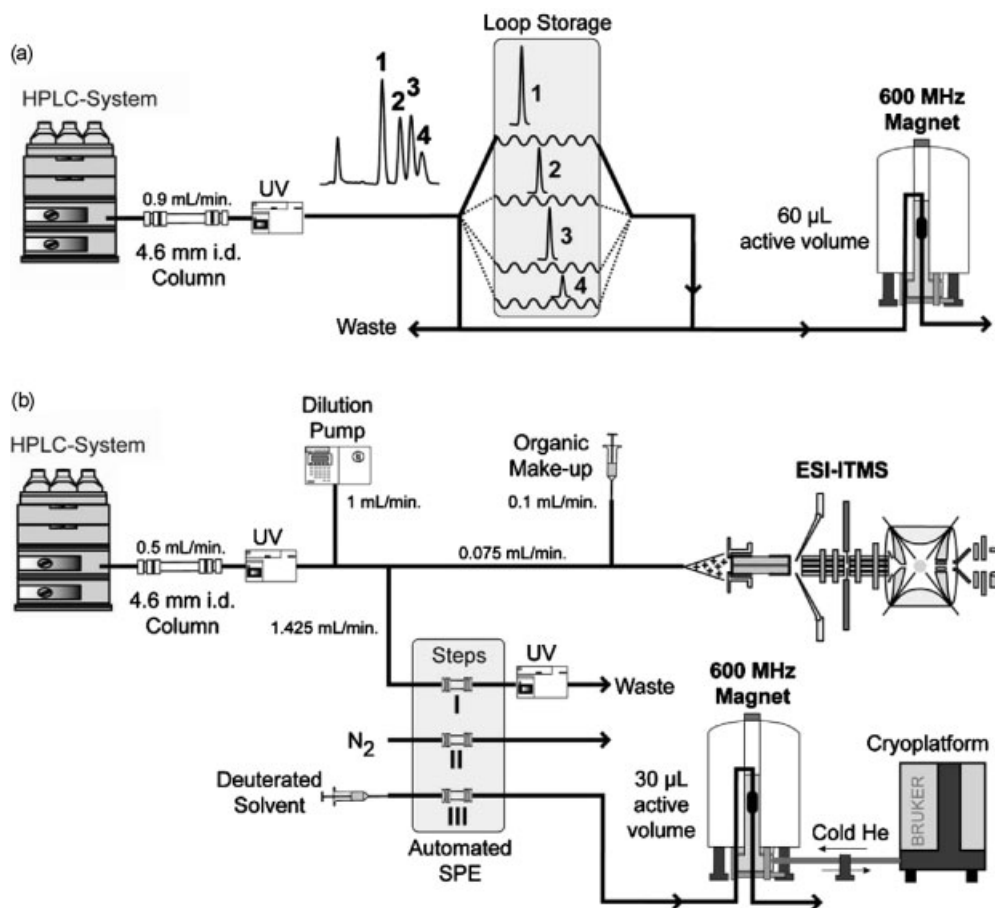 (a)
HPLC-System
0.9 mL/min.
4.6 mm i.d.
Column
UV
1
2
3
4
Loop Storage
1
2
3
4
Waste
600 MHz
Magnet
60 µL
active volume
(b)
HPLC-System
0.5 mL/min.
4.6 mm i.d.
Column
UV
Dilution
Pump
1 mL/min.
Organic
Make-up
0.1 mL/min.
0.075 mL/min.
ESI-ITMS
1.425 mL/min.
Steps
I
UV
Waste
N2
II
Deuterated
Solvent
III
Automated
SPE
600 MHz
Magnet
30 µL
active
volume
Cryoplatform
BRUKER
Cold He